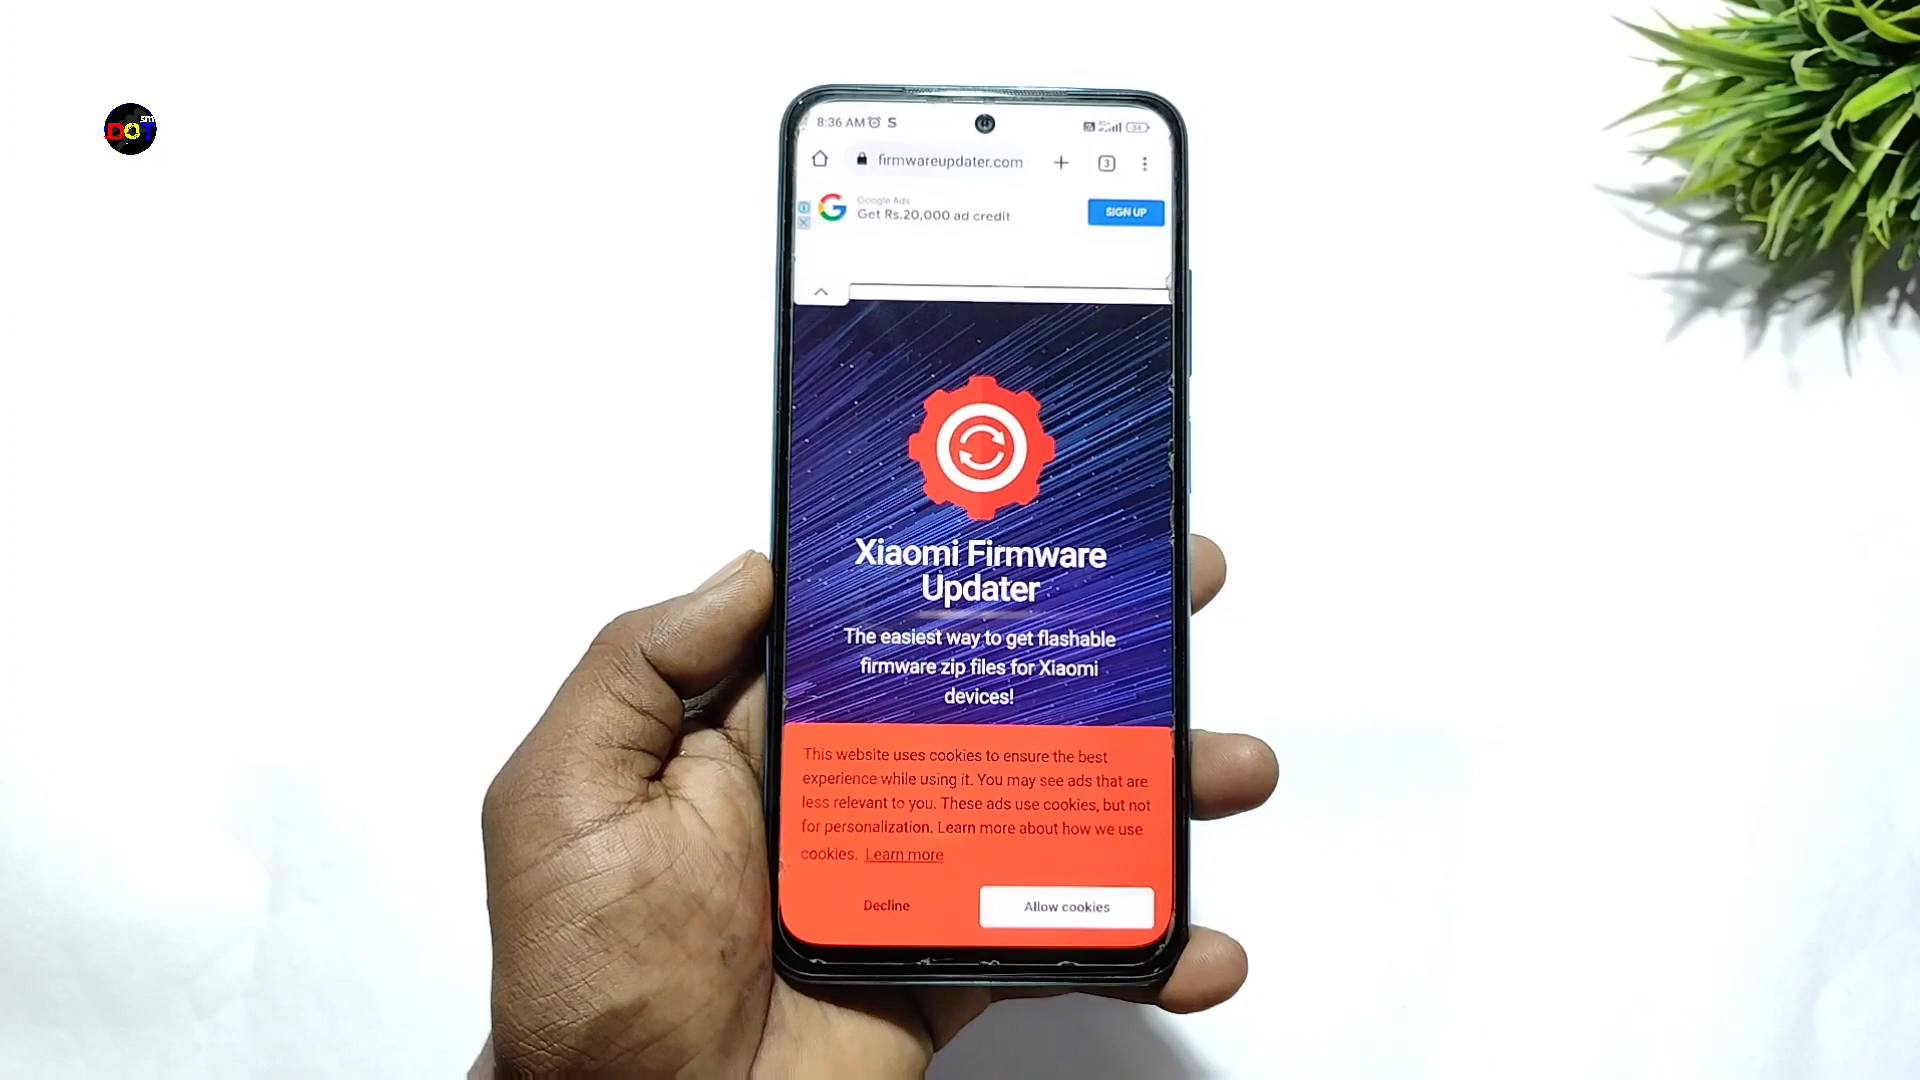 DOT
sm
8:36 AM S
firmwareupdater.com
3
Google Ads
Get Rs.20,000 ad credit
SIGN UP
Xiaomi Firmware
Updater
The easiest way to get flashable
firmware zip files for Xiaomi
devices!
This website uses cookies to ensure the best
experience while using it. You may see ads that are
less relevant to you. These ads use cookies, but not
for personalization. Learn more about how we use
cookies. Learn more
Decline
Allow cookies